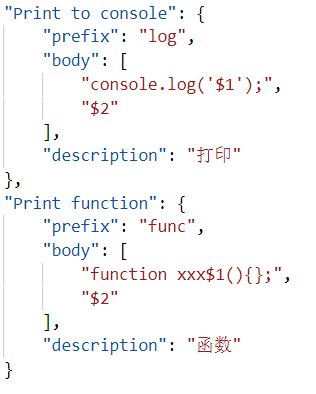 "Print to console": {
    "prefix": "log",
    "body": [
        "console.log('$1');",
        "$2"
    ],
    "description": "打印"
},
"Print function": {
    "prefix": "func",
    "body": [
        "function xxx$1(){};",
        "$2"
    ],
    "description": "函数"
}